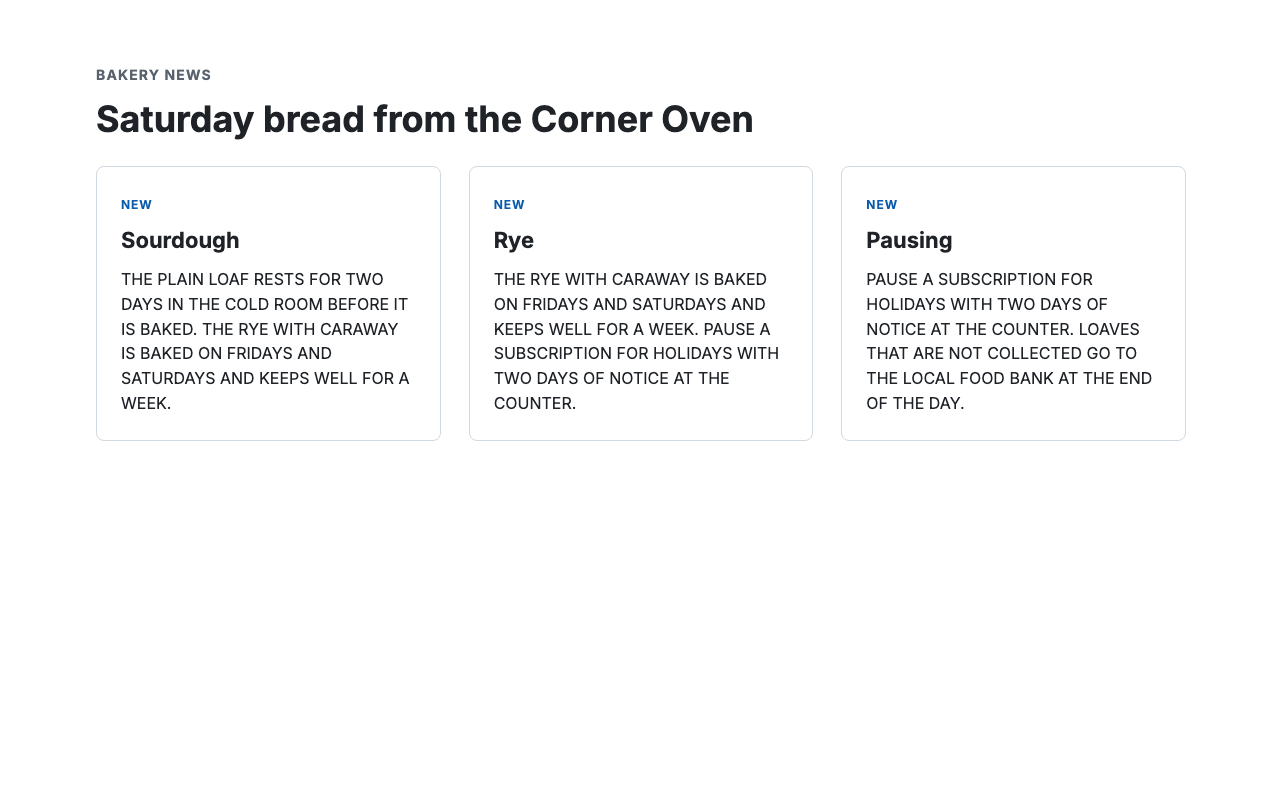 BAKERY NEWS
Saturday bread from the Corner Oven
NEW
Sourdough
THE PLAIN LOAF RESTS FOR TWO
DAYS IN THE COLD ROOM BEFORE IT
IS BAKED. THE RYE WITH CARAWAY
IS BAKED ON FRIDAYS AND
SATURDAYS AND KEEPS WELL FOR A
WEEK.
NEW
Rye
THE RYE WITH CARAWAY IS BAKED
ON FRIDAYS AND SATURDAYS AND
KEEPS WELL FOR A WEEK. PAUSE A
SUBSCRIPTION FOR HOLIDAYS WITH
TWO DAYS OF NOTICE AT THE
COUNTER.
NEW
Pausing
PAUSE A SUBSCRIPTION FOR
HOLIDAYS WITH TWO DAYS OF
NOTICE AT THE COUNTER. LOAVES
THAT ARE NOT COLLECTED GO TO
THE LOCAL FOOD BANK AT THE END
OF THE DAY.